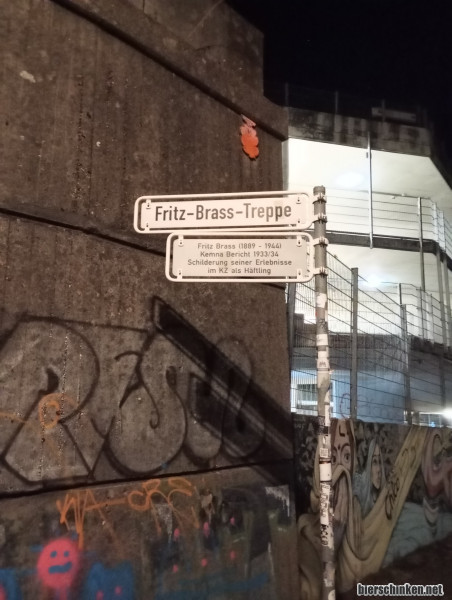 Fritz-Brass-Treppe
Fritz Brass (1889 - 1944)
Kemna Bericht 1933/34
Schilderung seiner Erlebnisse
im KZ als Häftling
bierschinken.net